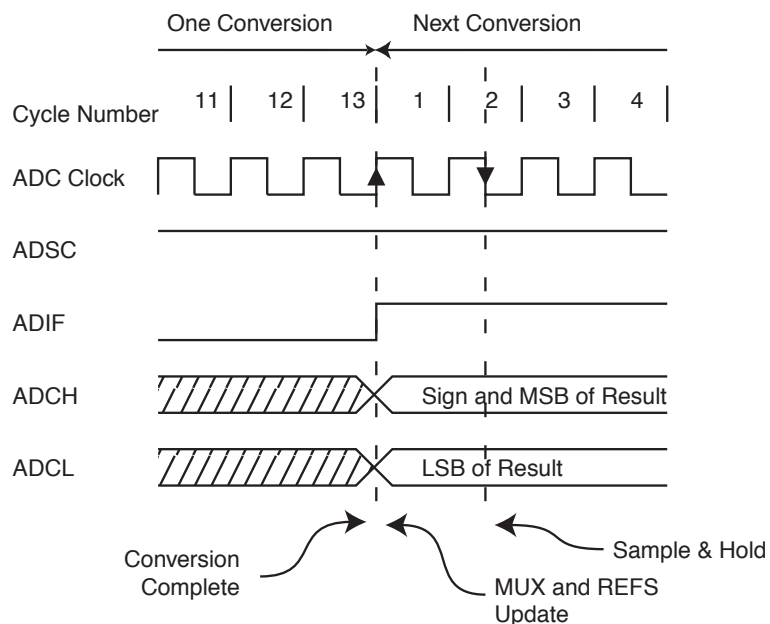 One Conversion Next Conversion
Cycle Number 11 12 13 1 2 3 4
ADC Clock
ADSC
ADIF
ADCH Sign and MSB of Result
ADCL LSB of Result
Conversion
Complete
MUX and REFS
Update
Sample & Hold